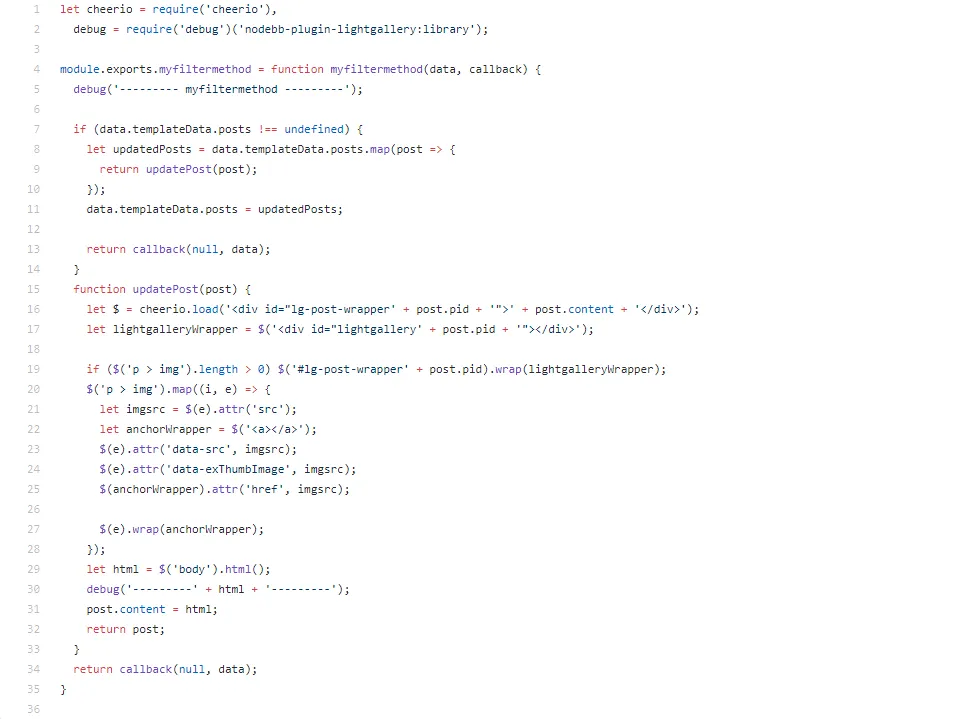 1 let cheerio = require('cheerio'),
2 debug = require('debug')('nodebb-plugin-lightgallery:library');
3
4 module.exports.myfiltermethod = function myfiltermethod(data, callback) {
5 debug('--------- myfiltermethod ---------');
6
7 if (data.templateData.posts !== undefined) {
8 let updatedPosts = data.templateData.posts.map(post => {
9 return updatePost(post);
10 });
11 data.templateData.posts = updatedPosts;
12
13 return callback(null, data);
14 }
15 function updatePost(post) {
16 let $ = cheerio.load('<div id="lg-post-wrapper' + post.pid + '">' + post.content + '</div>');
17 let lightgalleryWrapper = $('<div id="lightgallery' + post.pid + '"></div>');
18
19 if ($('p > img').length > 0) $('#lg-post-wrapper' + post.pid).wrap(lightgalleryWrapper);
20 $('p > img').map((i, e) => {
21 let imgsrc = $(e).attr('src');
22 let anchorWrapper = $('<a></a>');
23 $(e).attr('data-src', imgsrc);
24 $(e).attr('data-exThumbImage', imgsrc);
25 $(anchorWrapper).attr('href', imgsrc);
26
27 $(e).wrap(anchorWrapper);
28 });
29 let html = $('body').html();
30 debug('---------' + html + '---------');
31 post.content = html;
32 return post;
33 }
34 return callback(null, data);
35 }
36